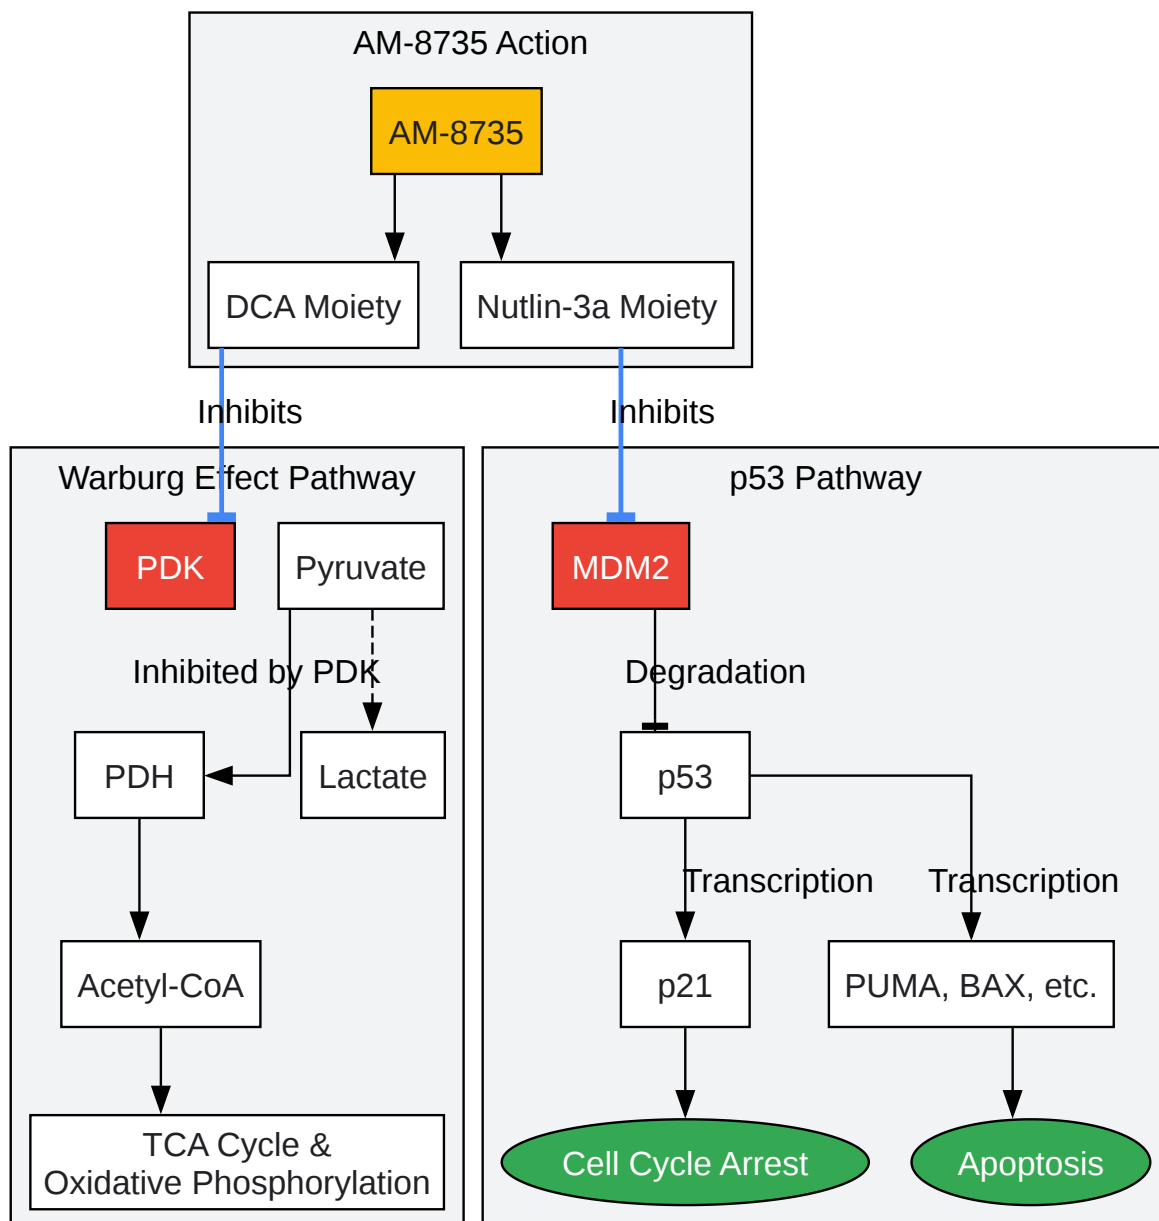 AM-8735 Action
AM-8735
DCA Moiety
Nutlin-3a Moiety
Inhibits
Inhibits
Warburg Effect Pathway
PDK
Pyruvate
Inhibited by PDK
PDH
Lactate
Acetyl-CoA
TCA Cycle &
Oxidative Phosphorylation
p53 Pathway
MDM2
Degradation
p53
Transcription
Transcription
p21
PUMA, BAX, etc.
Cell Cycle Arrest
Apoptosis